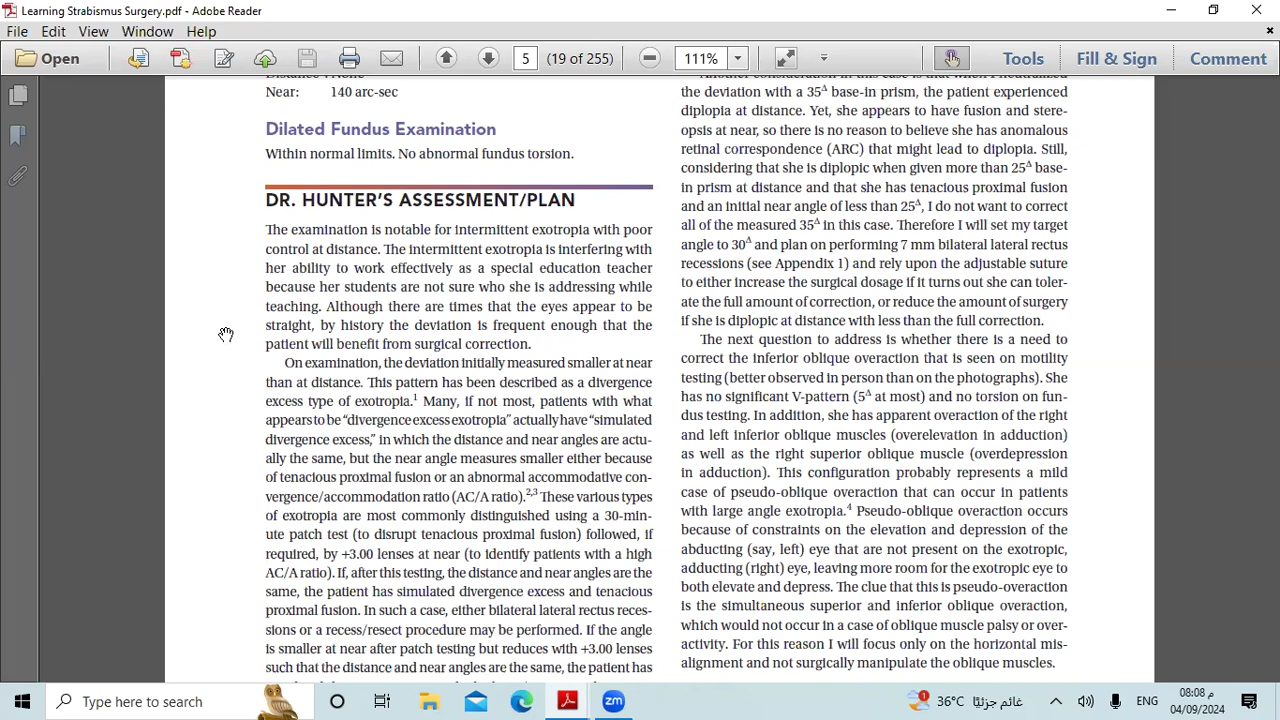 Learning Strabismus Surgery.pdf - Adobe Reader
File Edit View Window Help
Open
5
(19 of 255)
111%
Tools
Fill & Sign
Comment
Near: 140 arc-sec
Dilated Fundus Examination
Within normal limits. No abnormal fundus torsion.
DR. HUNTER'S ASSESSMENT/PLAN
The examination is notable for intermittent exotropia with poor
control at distance. The intermittent exotropia is interfering with
her ability to work effectively as a special education teacher
because her students are not sure who she is addressing while
teaching. Although there are times that the eyes appear to be
straight, by history the deviation is frequent enough that the
patient will benefit from surgical correction.
On examination, the deviation initially measured smaller at near
than at distance. This pattern has been described as a divergence
excess type of exotropia.1 Many, if not most, patients with what
appears to be “divergence excess exotropia” actually have “simulated
divergence excess,” in which the distance and near angles are actu-
ally the same, but the near angle measures smaller either because
of tenacious proximal fusion or an abnormal accommodative con-
vergence/accommodation ratio (AC/A ratio).2,3 These various types
of exotropia are most commonly distinguished using a 30-min-
ute patch test (to disrupt tenacious proximal fusion) followed, if
required, by +3.00 lenses at near (to identify patients with a high
AC/A ratio). If, after this testing, the distance and near angles are the
same, the patient has simulated divergence excess and tenacious
proximal fusion. In such a case, either bilateral lateral rectus reces-
sions or a recess/resect procedure may be performed. If the angle
is smaller at near after patch testing but reduces with +3.00 lenses
such that the distance and near angles are the same, the patient has
Another consideration in this case is that when I neutralized
the deviation with a 35Δ base-in prism, the patient experienced
diplopia at distance. Yet, she appears to have fusion and stere-
opsis at near, so there is no reason to believe she has anomalous
retinal correspondence (ARC) that might lead to diplopia. Still,
considering that she is diplopic when given more than 25Δ base-
in prism at distance and that she has tenacious proximal fusion
and an initial near angle of less than 25Δ, I do not want to correct
all of the measured 35Δ in this case. Therefore I will set my target
angle to 30Δ and plan on performing 7 mm bilateral lateral rectus
recessions (see Appendix 1) and rely upon the adjustable suture
to either increase the surgical dosage if it turns out she can toler-
ate the full amount of correction, or reduce the amount of surgery
if she is diplopic at distance with less than the full correction.
The next question to address is whether there is a need to
correct the inferior oblique overaction that is seen on motility
testing (better observed in person than on the photographs). She
has no significant V-pattern (5Δ at most) and no torsion on fun-
dus testing. In addition, she has apparent overaction of the right
and left inferior oblique muscles (overelevation in adduction)
as well as the right superior oblique muscle (overdepression
in adduction). This configuration probably represents a mild
case of pseudo-oblique overaction that can occur in patients
with large angle exotropia.4 Pseudo-oblique overaction occurs
because of constraints on the elevation and depression of the
abducting (say, left) eye that are not present on the exotropic,
adducting (right) eye, leaving more room for the exotropic eye to
both elevate and depress. The clue that this is pseudo-overaction
is the simultaneous superior and inferior oblique overaction,
which would not occur in a case of oblique muscle palsy or over-
activity. For this reason I will focus only on the horizontal mis-
alignment and not surgically manipulate the oblique muscles.
Type here to search
zm
1
36°C
غائم جزئيًا
ENG
م 08:08
04/09/2024